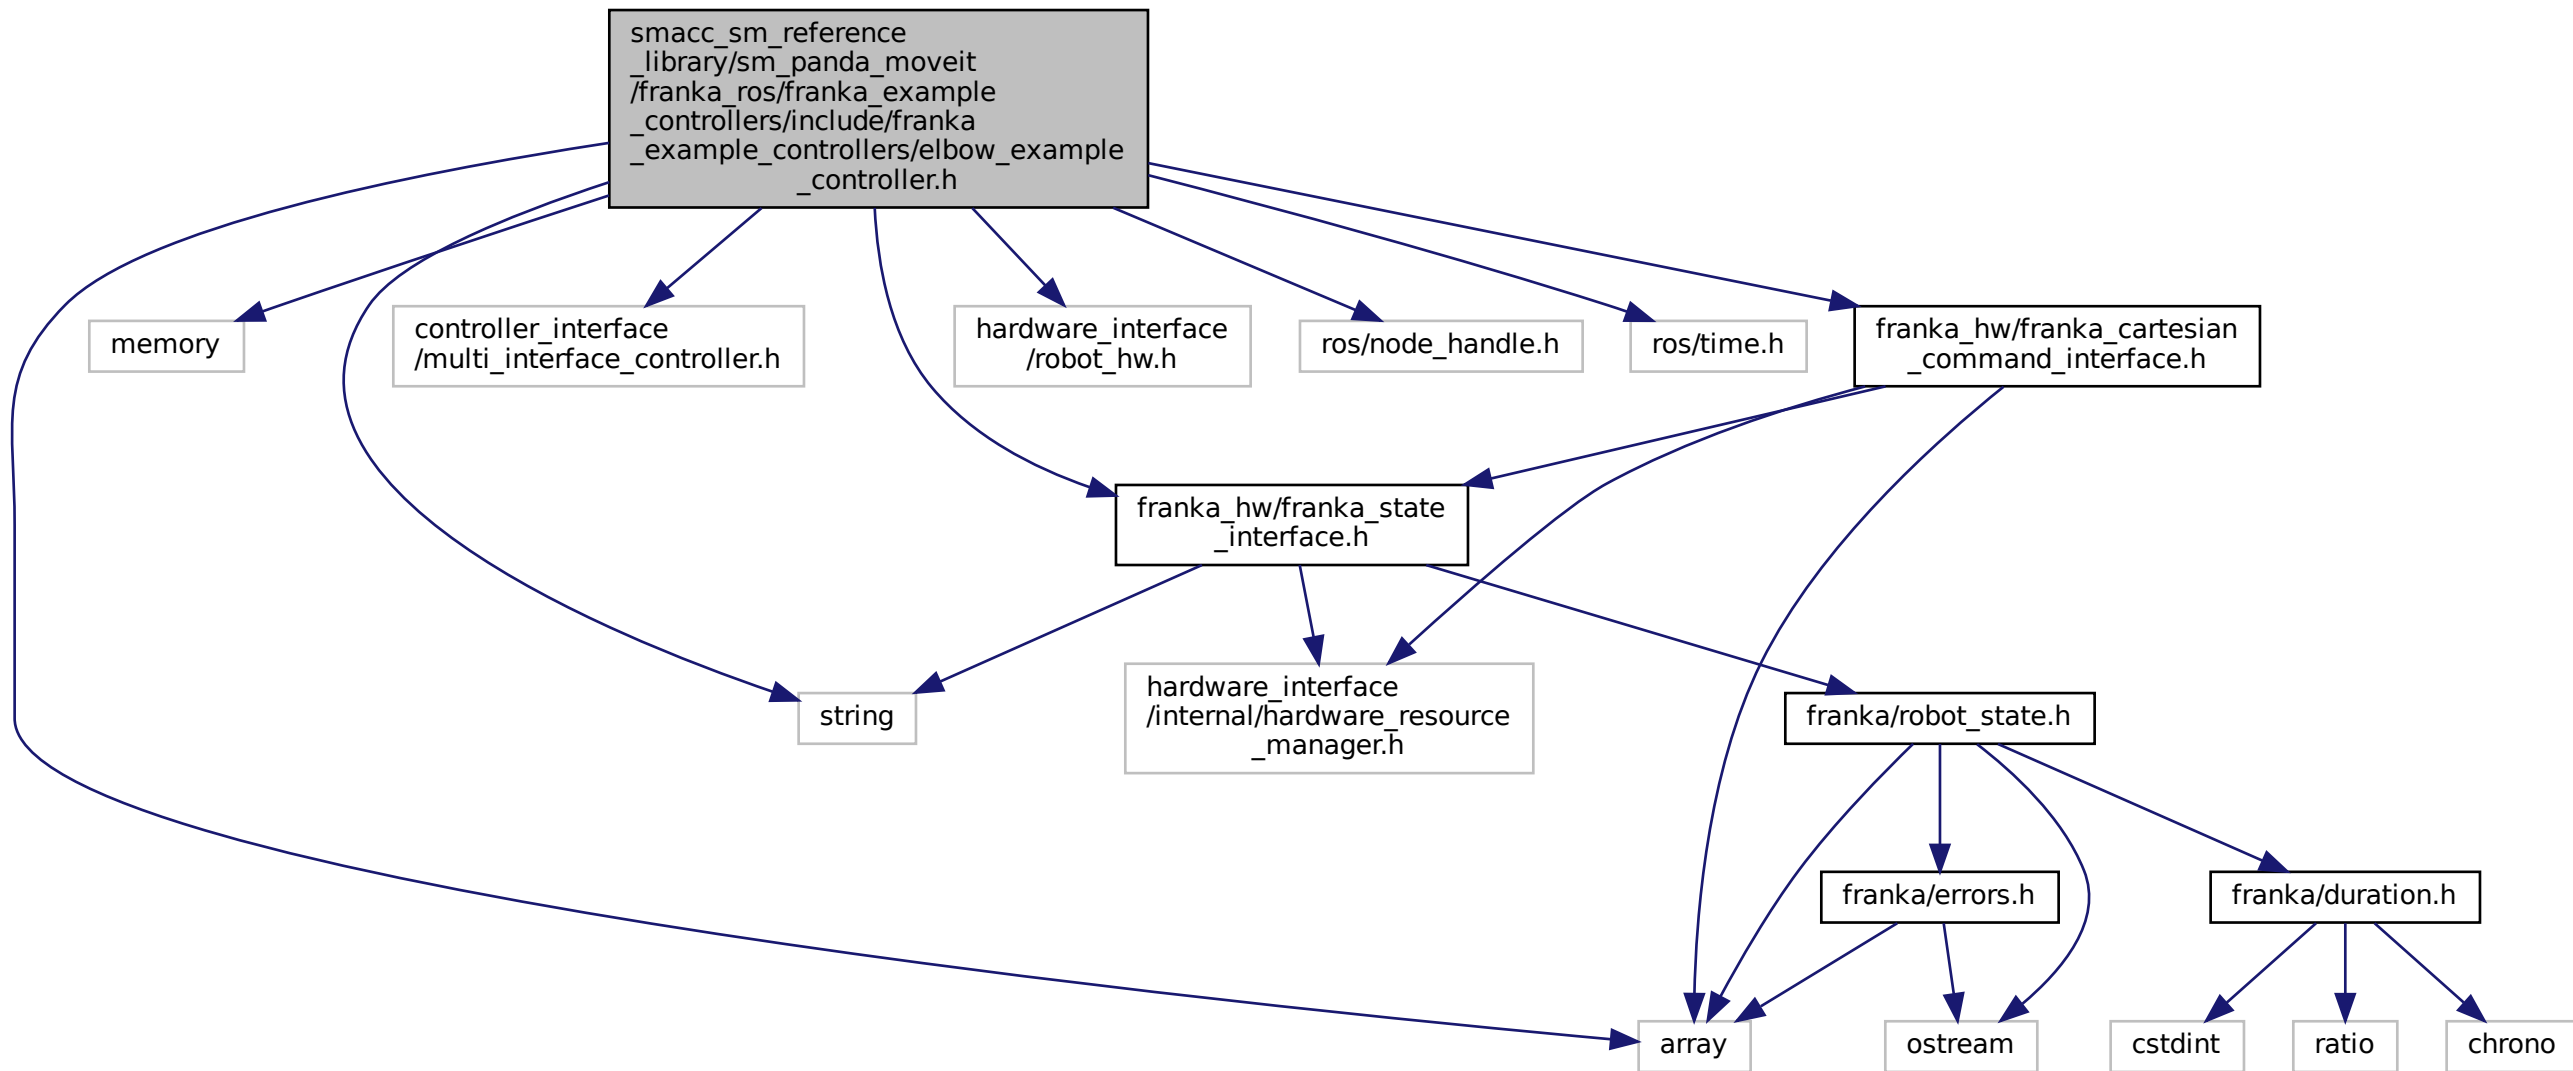 smacc_sm_reference
_library/sm_panda_moveit
/franka_ros/franka_example
_controllers/include/franka
_example_controllers/elbow_example
_controller.h
memory
controller_interface
/multi_interface_controller.h
hardware_interface
/robot_hw.h
ros/node_handle.h
ros/time.h
franka_hw/franka_cartesian
_command_interface.h
franka_hw/franka_state
_interface.h
string
hardware_interface
/internal/hardware_resource
_manager.h
franka/robot_state.h
franka/errors.h
franka/duration.h
array
ostream
cstdint
ratio
chrono